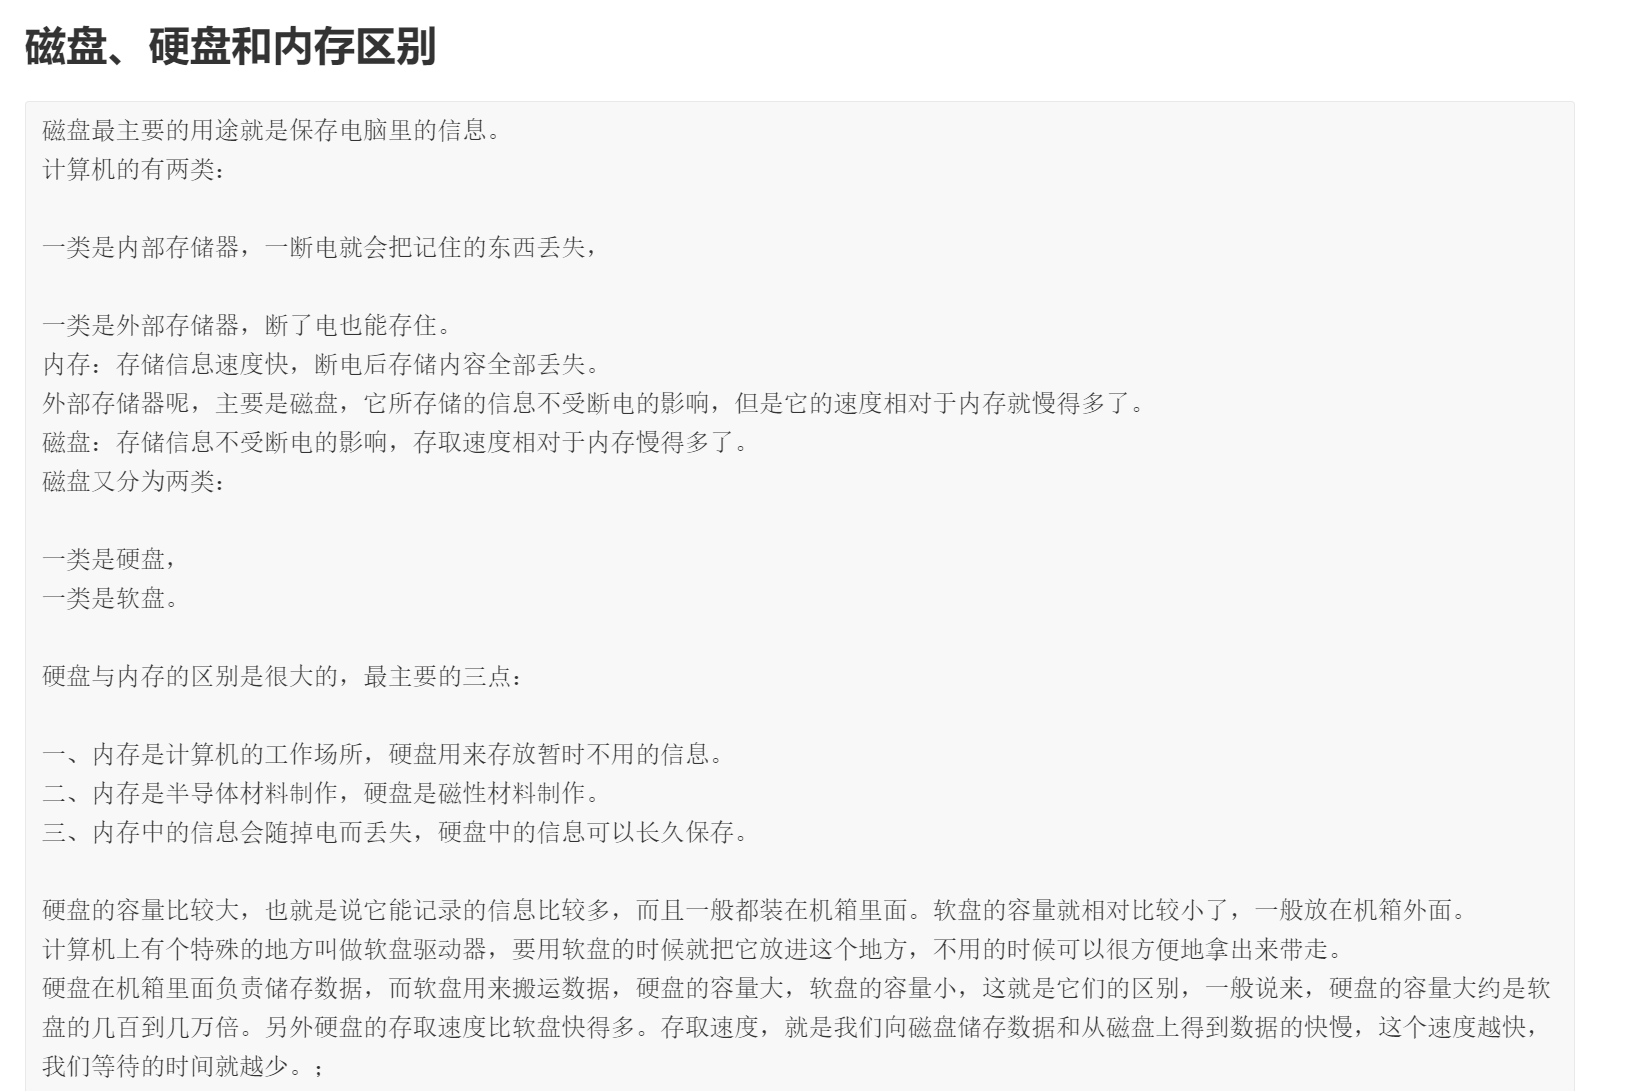 磁盘、硬盘和内存区别
磁盘最主要的用途就是保存电脑里的信息。
计算机的有两类：
一类是内部存储器，一断电就会把记住的东西丢失，
一类是外部存储器，断了电也能存住。
内存：存储信息速度快，断电后存储内容全部丢失。
外部存储器呢，主要是磁盘，它所存储的信息不受断电的影响，但是它的速度相对于内存就慢得多了。
磁盘：存储信息不受断电的影响，存取速度相对于内存慢得多了。
磁盘又分为两类：
一类是硬盘，
一类是软盘。
硬盘与内存的区别是很大的，最主要的三点：
一、内存是计算机的工作场所，硬盘用来存放暂时不用的信息。
二、内存是半导体材料制作，硬盘是磁性材料制作。
三、内存中的信息会随掉电而丢失，硬盘中的信息可以长久保存。
硬盘的容量比较大，也就是说它能记录的信息比较多，而且一般都装在机箱里面。软盘的容量就相对比较小了，一般放在机箱外面。
计算机上有个特殊的地方叫做软盘驱动器，要用软盘的时候就把它放进这个地方，不用的时候可以很方便地拿出来带走。
硬盘在机箱里面负责储存数据，而软盘用来搬运数据，硬盘的容量大，软盘的容量小，这就是它们的区别，一般说来，硬盘的容量大约是软
盘的几百到几万倍。另外硬盘的存取速度比软盘快得多。存取速度，就是我们向磁盘储存数据和从磁盘上得到数据的快慢，这个速度越快，
我们等待的时间就越少。；